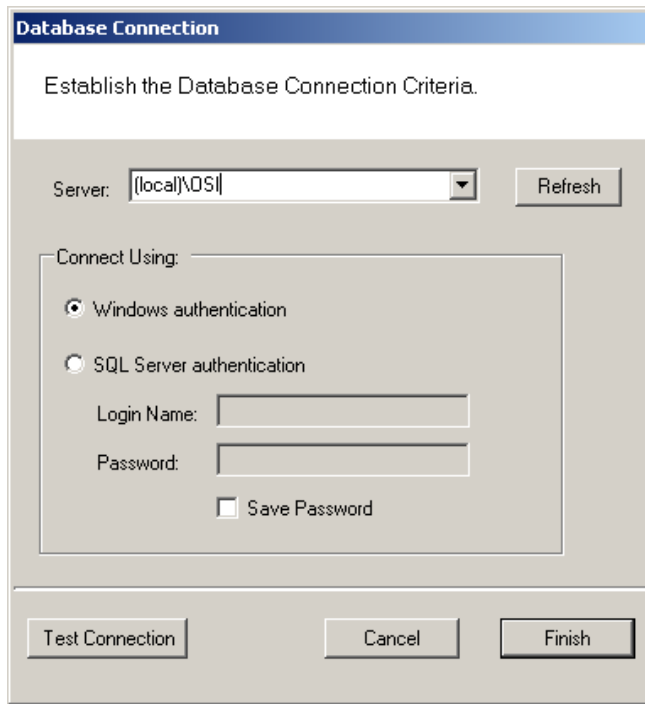 Database Connection
Establish the Database Connection Criteria.
Server: (local)\OSI Refresh
Connect Using:
Windows authentication
SQL Server authentication
Login Name:
Password:
Save Password
Test Connection Cancel Finish